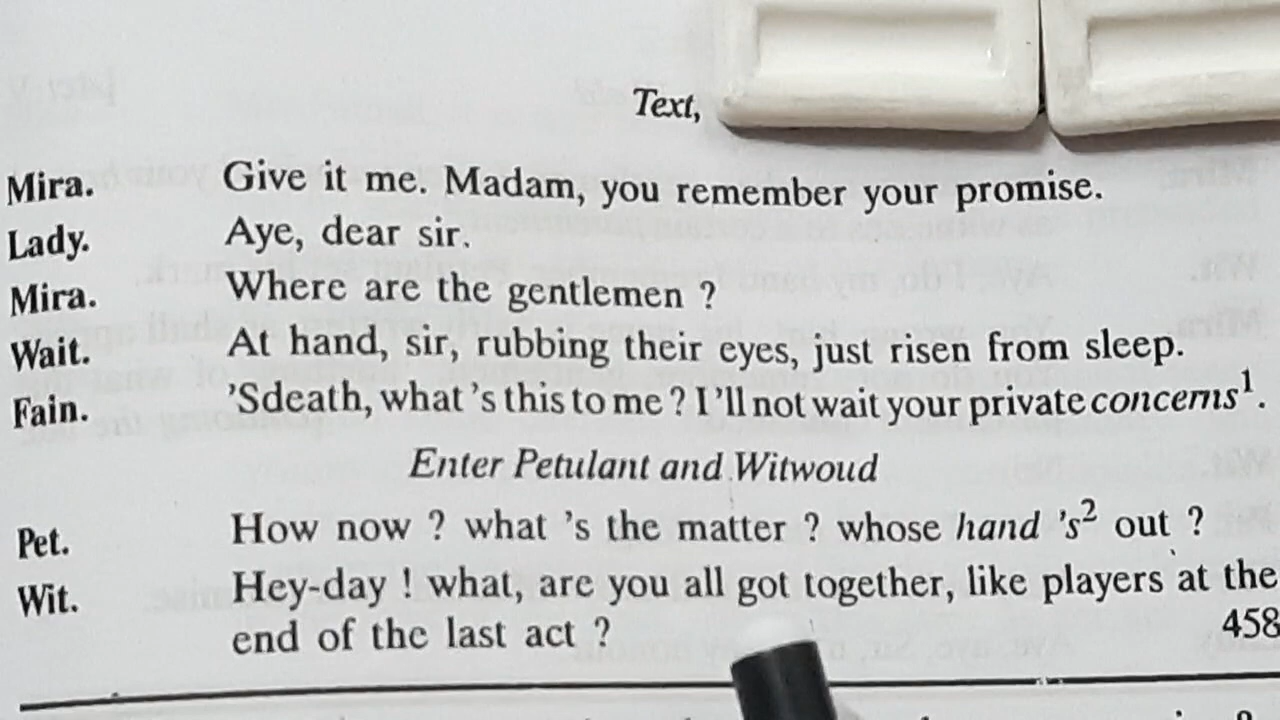 Text,
Mira. Give it me. Madam, you remember your promise.
Lady. Aye, dear sir.
Mira. Where are the gentlemen ?
Wait. At hand, sir, rubbing their eyes, just risen from sleep.
Fain. 'Sdeath, what 's this to me ? I'll not wait your private concerns¹.
Enter Petulant and Witwoud
Pet. How now ? what 's the matter ? whose hand 's² out ?
Wit. Hey-day ! what, are you all got together, like players at the
end of the last act ? 458